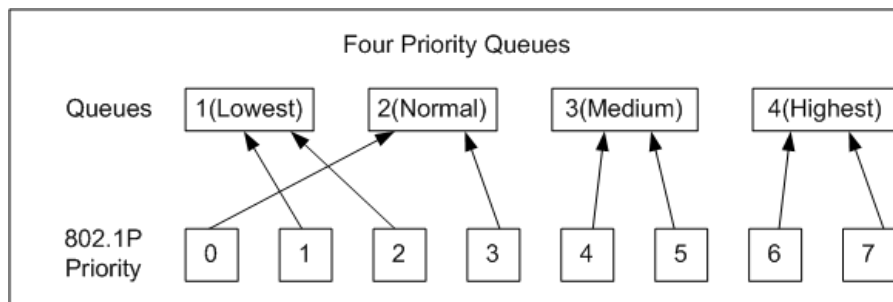 Four Priority Queues
Queues 1(Lowest) 2(Normal) 3(Medium) 4(Highest)
802.1P
Priority
0 1 2 3 4 5 6 7